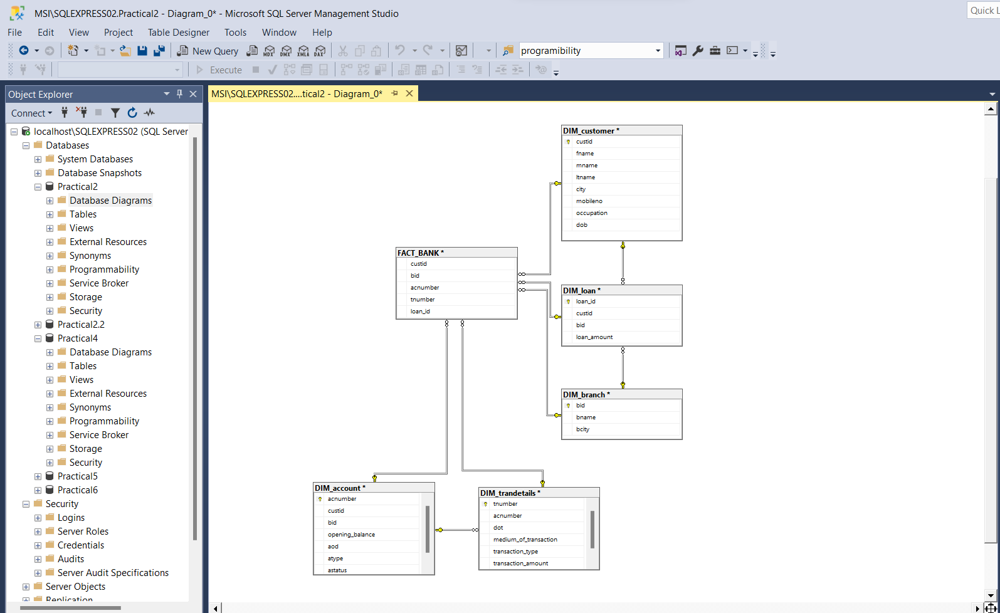 MSI\SQLEXPRESS02.Practical2 - Diagram_0* - Microsoft SQL Server Management Studio
Quick L
File Edit View Project Table Designer Tools Window Help
New Query MDX DMX XMLA DAX programibility
Execute
Object Explorer
Connect
localhost\SQLEXPRESS02 (SQL Server
Databases
System Databases
Database Snapshots
Practical2
Database Diagrams
Tables
Views
External Resources
Synonyms
Programmability
Service Broker
Storage
Security
Practical2.2
Practical4
Database Diagrams
Tables
Views
External Resources
Synonyms
Programmability
Service Broker
Storage
Security
Practical5
Practical6
Security
Logins
Server Roles
Credentials
Audits
Server Audit Specifications
Server Objects
Replication
MSI\SQLEXPRESS02....tical2 - Diagram_0*
DIM_customer *
custid
fname
mname
ltname
city
mobileno
occupation
dob
FACT_BANK *
custid
bid
acnumber
tnumber
loan_id
DIM_loan *
loan_id
custid
bid
loan_amount
DIM_branch *
bid
bname
bcity
DIM_account *
acnumber
custid
bid
opening_balance
aod
atype
astatus
DIM_trandetails *
tnumber
acnumber
dot
medium_of_transaction
transaction_type
transaction_amount